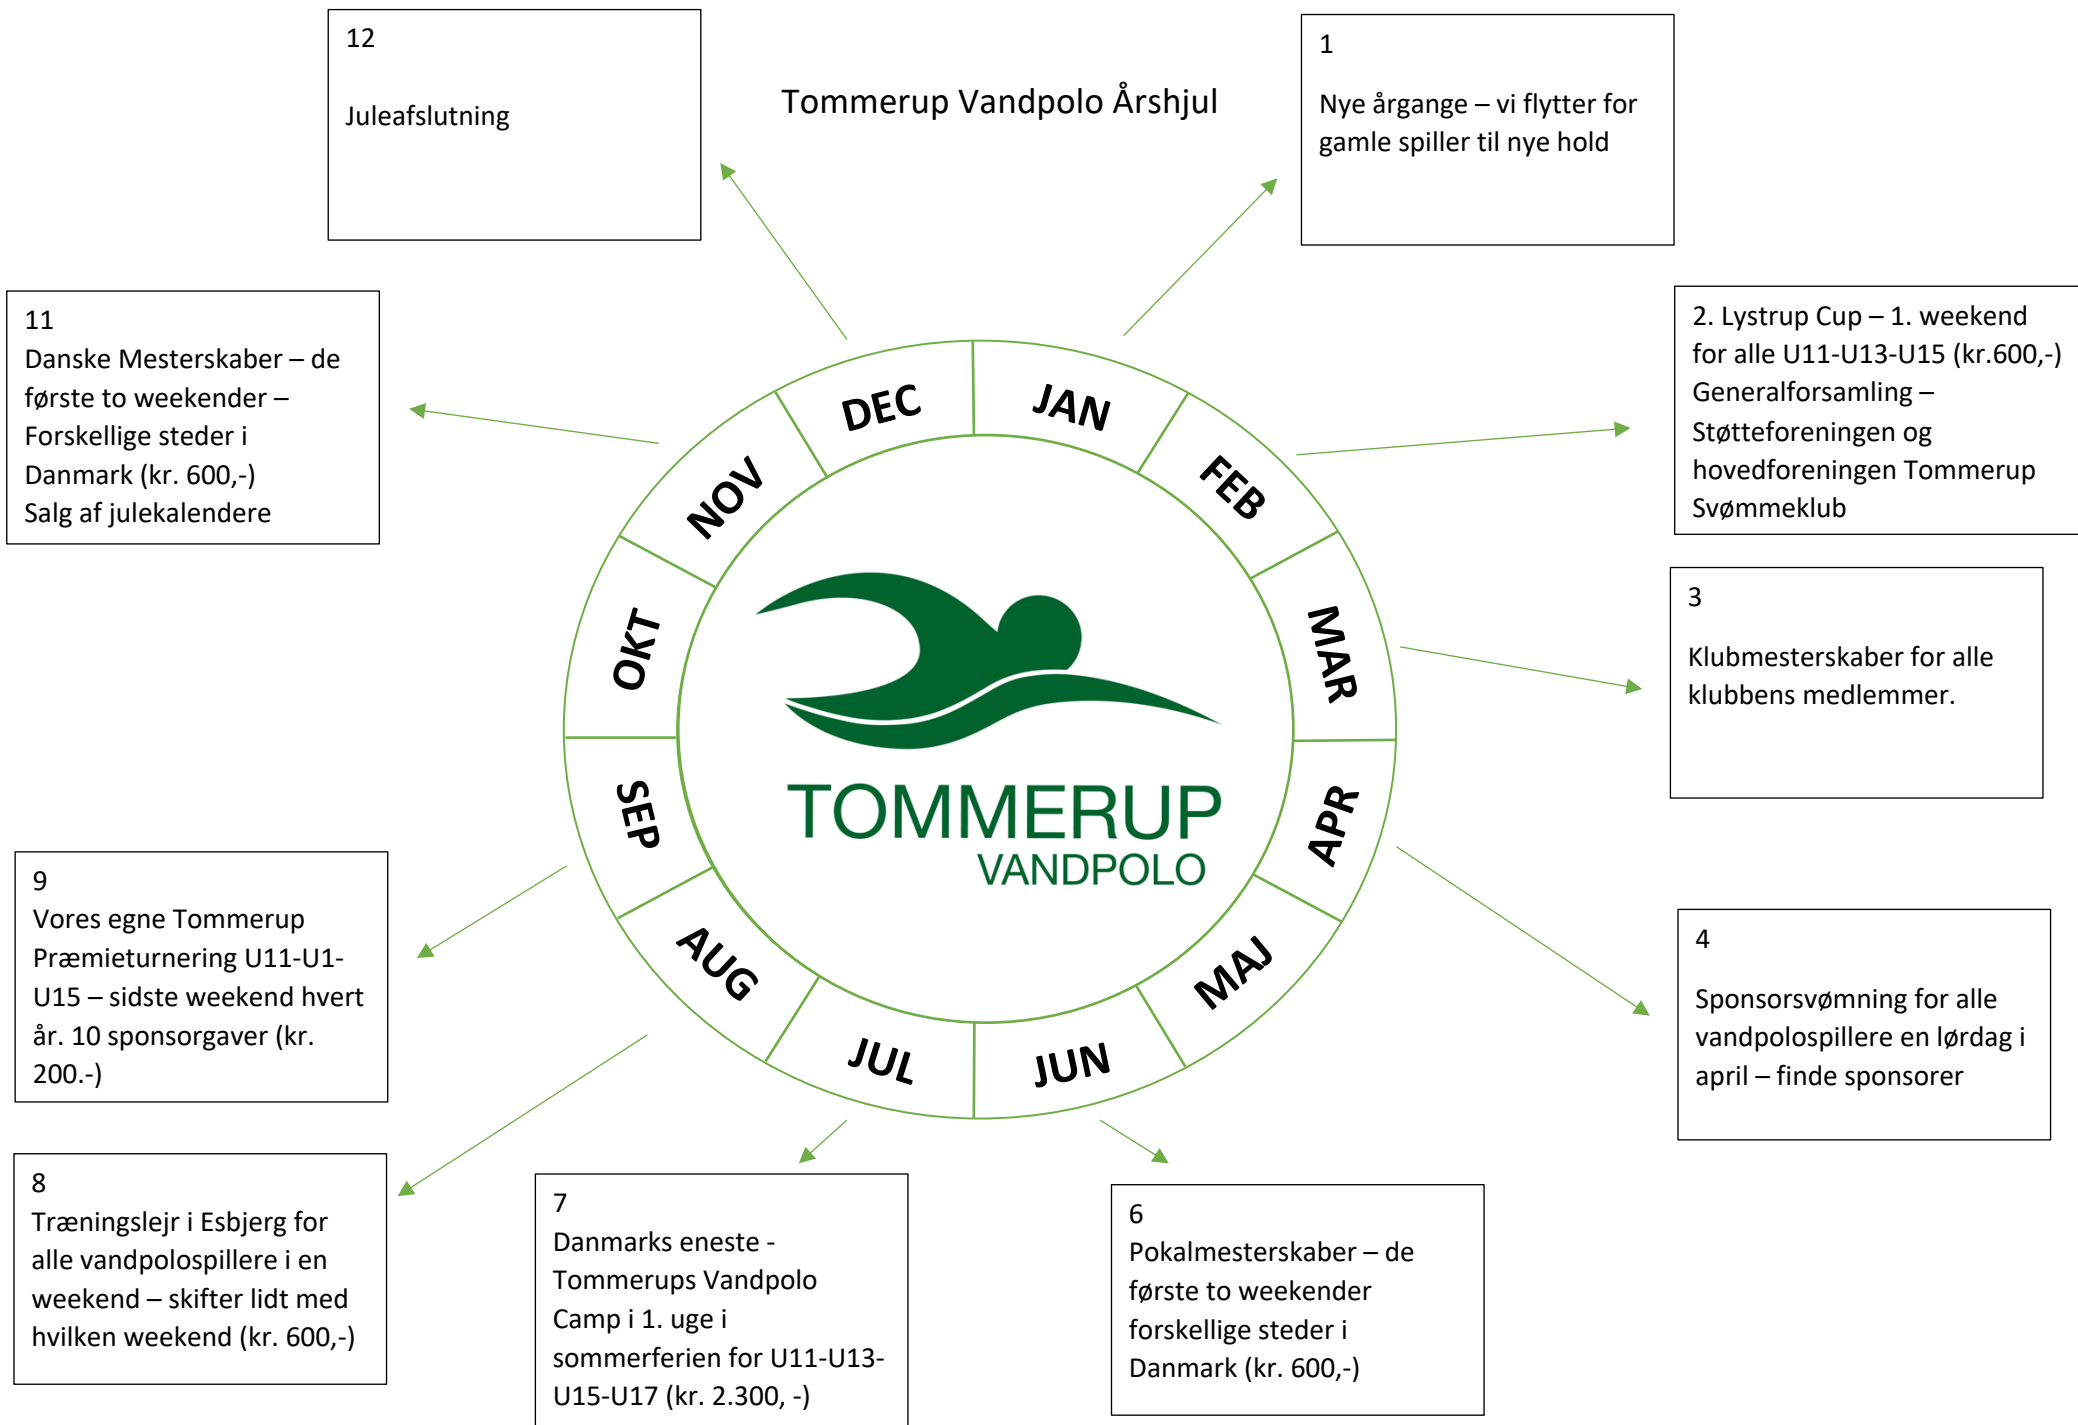 Tommerup Vandpolo Årshjul
1
Nye årgange – vi flytter for
gamle spiller til nye hold
2. Lystrup Cup – 1. weekend
for alle U11-U13-U15 (kr.600,-)
Generalforsamling –
Støtteforeningen og
hovedforeningen Tommerup
Svømmeklub
3
Klubmesterskaber for alle
klubbens medlemmer.
4
Sponsorsvømning for alle
vandpolospillere en lørdag i
april – finde sponsorer
6
Pokalmesterskaber – de
første to weekender
forskellige steder i
Danmark (kr. 600,-)
7
Danmarks eneste -
Tommerups Vandpolo
Camp i 1. uge i
sommerferien for U11-U13-
U15-U17 (kr. 2.300, -)
8
Træningslejr i Esbjerg for
alle vandpolospillere i en
weekend – skifter lidt med
hvilken weekend (kr. 600,-)
9
Vores egne Tommerup
Præmieturnering U11-U1-
U15 – sidste weekend hvert
år. 10 sponsorgaver (kr.
200.-)
11
Danske Mesterskaber – de
første to weekender –
Forskellige steder i
Danmark (kr. 600,-)
Salg af julekalendere
12
Juleafslutning
JAN
FEB
MAR
APR
MAJ
JUN
JUL
AUG
SEP
OKT
NOV
DEC
TOMMERUP
VANDPOLO